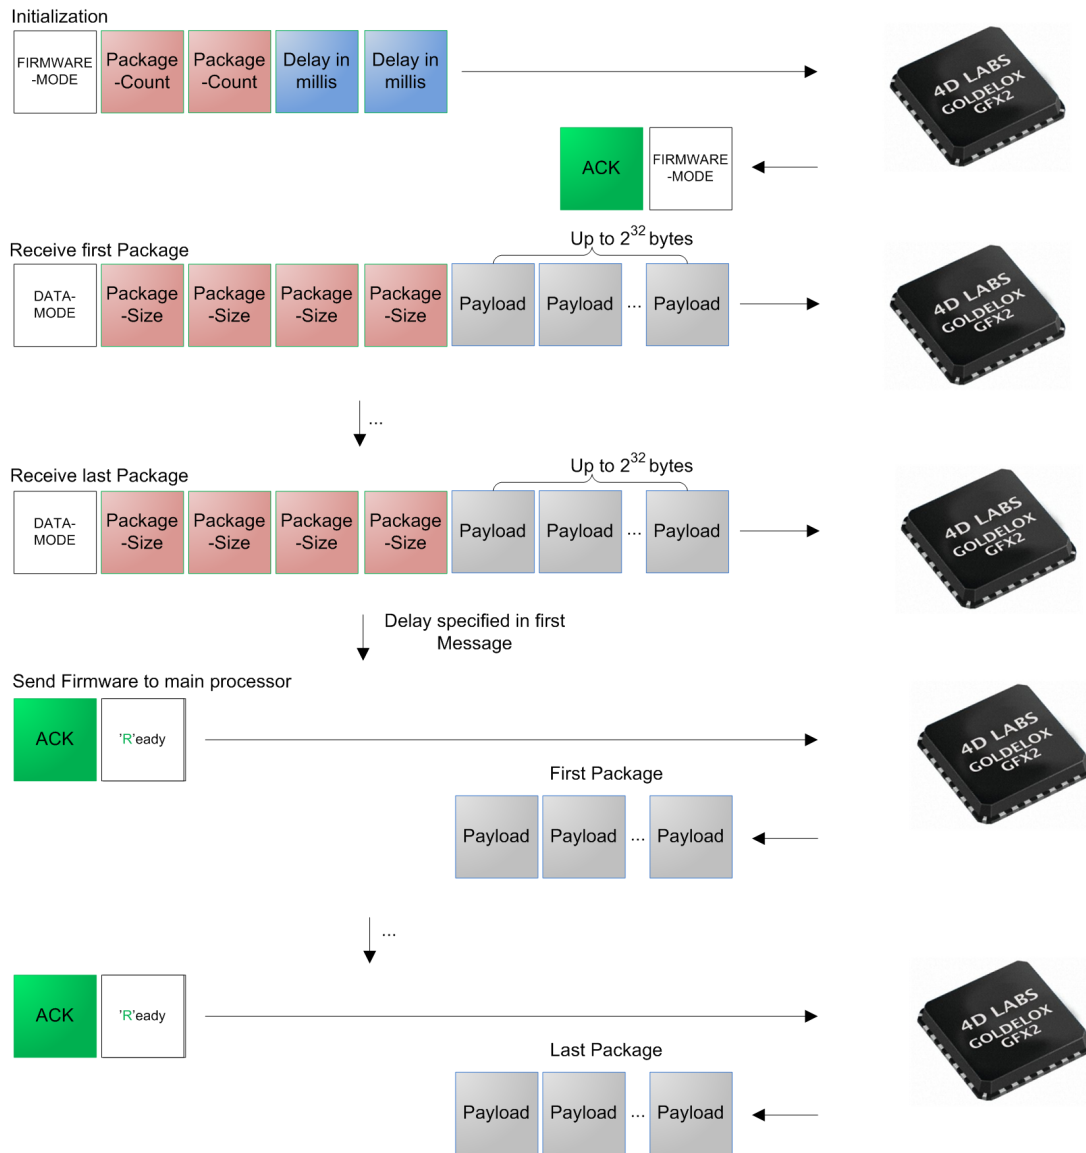 Initialization
FIRMWARE
-MODE
Package
-Count
Package
-Count
Delay in
millis
Delay in
millis
4D LABS
GOLDELOX
GFX2
ACK
FIRMWARE
-MODE
Receive first Package
Up to 2^32 bytes
DATA-
MODE
Package
-Size
Package
-Size
Package
-Size
Package
-Size
Payload
Payload
...
Payload
4D LABS
GOLDELOX
GFX2
...
Receive last Package
Up to 2^32 bytes
DATA-
MODE
Package
-Size
Package
-Size
Package
-Size
Package
-Size
Payload
Payload
...
Payload
4D LABS
GOLDELOX
GFX2
Delay specified in first
Message
Send Firmware to main processor
ACK
'R'eady
4D LABS
GOLDELOX
GFX2
First Package
Payload
Payload
...
Payload
...
ACK
'R'eady
4D LABS
GOLDELOX
GFX2
Last Package
Payload
Payload
...
Payload